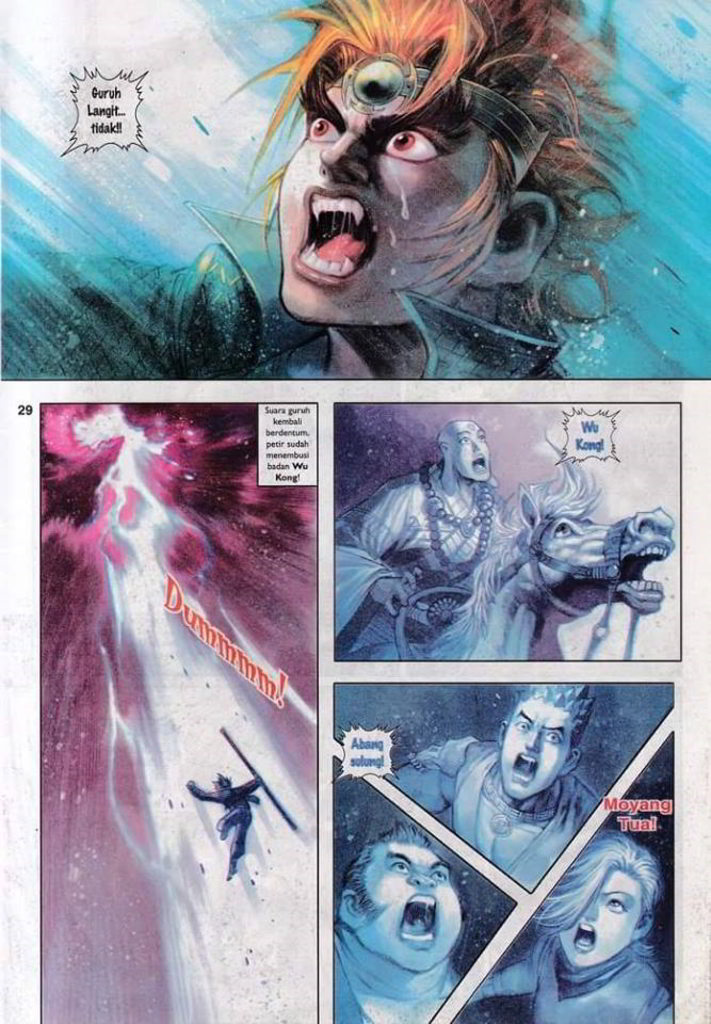 Guruh
Langit...
tidak!!
29
Suara guruh
kembali
berdentum,
petir sudah
menembusi
badan Wu
Kong!
Dummmmm!
Wu
Kong!
Abang
sulung!
Moyang
Tua!